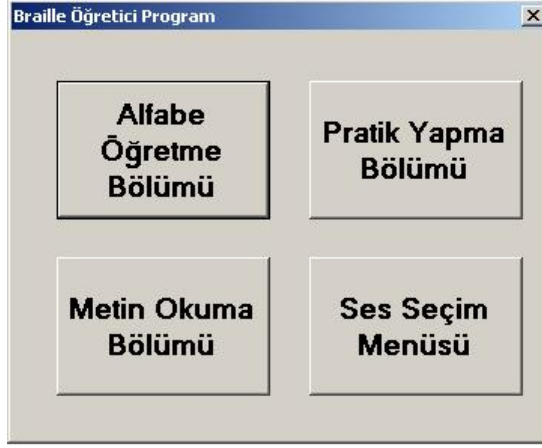 Braille Öğretici Program
Alfabe
Öğretme
Bölümü
Pratik Yapma
Bölümü
Metin Okuma
Bölümü
Ses Seçim
Menüsü